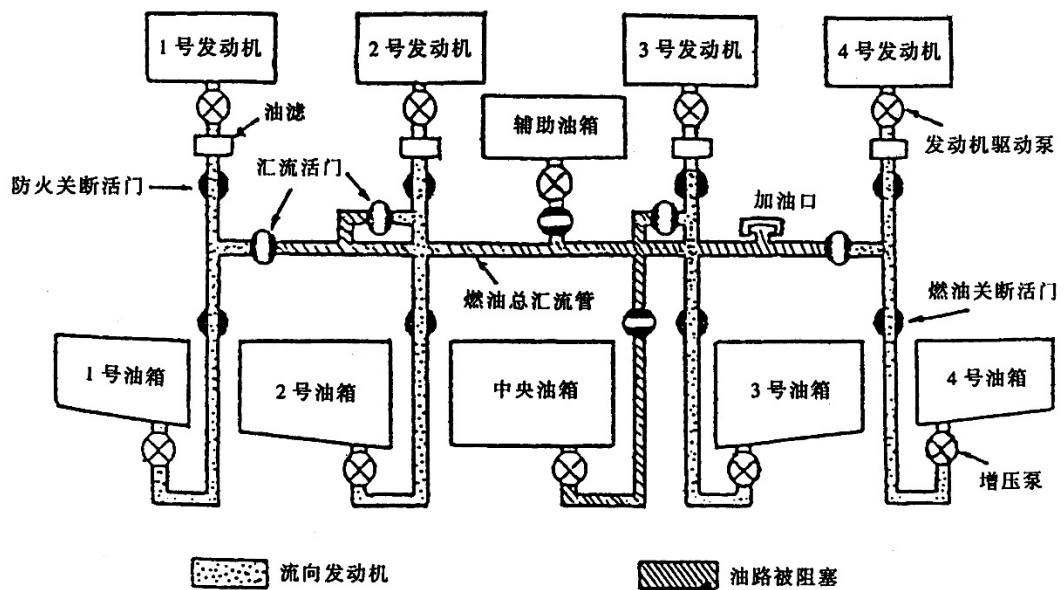 1号发动机
2号发动机
3号发动机
4号发动机
油滤
辅助油箱
发动机驱动泵
防火关断活门
汇流活门
加油口
燃油总汇流管
燃油关断活门
1号油箱
2号油箱
中央油箱
3号油箱
4号油箱
增压泵
流向发动机
油路被阻塞